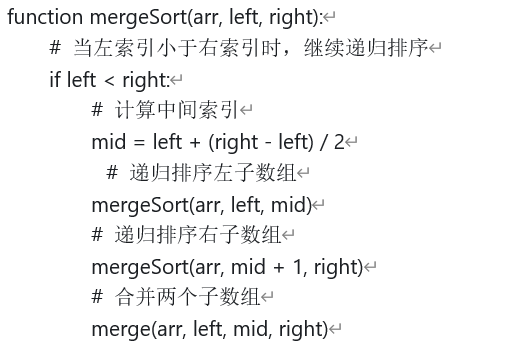 function mergeSort(arr, left, right):
# 当左索引小于右索引时，继续递归排序
if left < right:
# 计算中间索引
mid = left + (right - left) / 2
# 递归排序左子数组
mergeSort(arr, left, mid)
# 递归排序右子数组
mergeSort(arr, mid + 1, right)
# 合并两个子数组
merge(arr, left, mid, right)